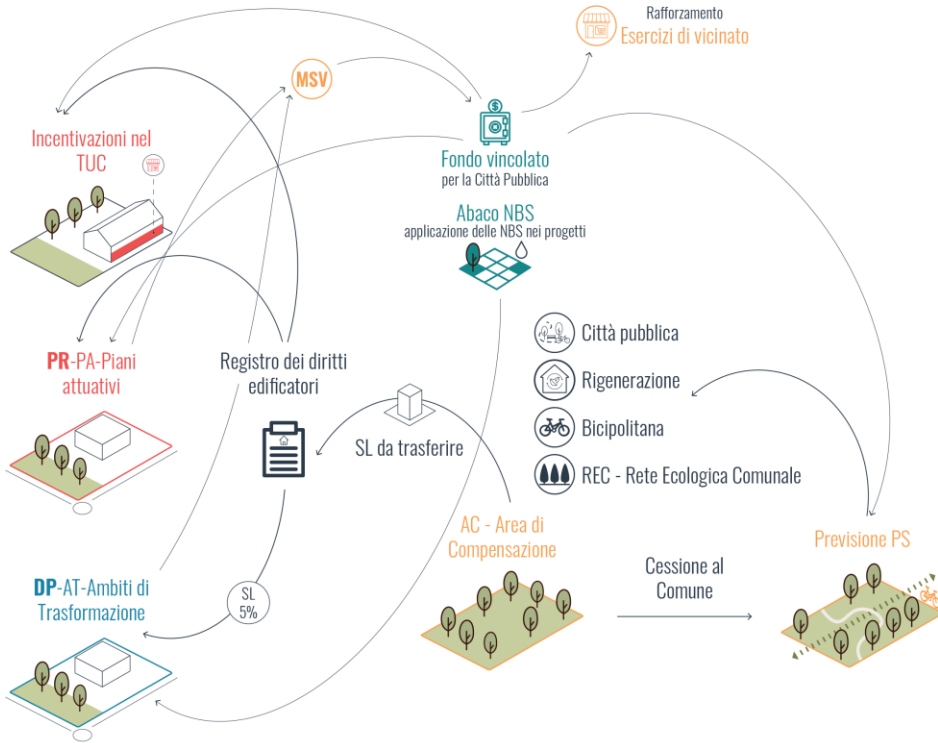 Rafforzamento
Esercizi di vicinato
MSV
Incentivazioni nel
TUC
$
Fondo vincolato
per la Città Pubblica
Abaco NBS
applicazione delle NBS nei progetti
PR-PA-Piani
attuativi
Registro dei diritti
edificatori
SL da trasferire
Città pubblica
Rigenerazione
Bicipolitana
REC - Rete Ecologica Comunale
AC - Area di
Compensazione
Cessione al
Comune
Previsione PS
DP-AT-Ambiti di
Trasformazione
SL
5%